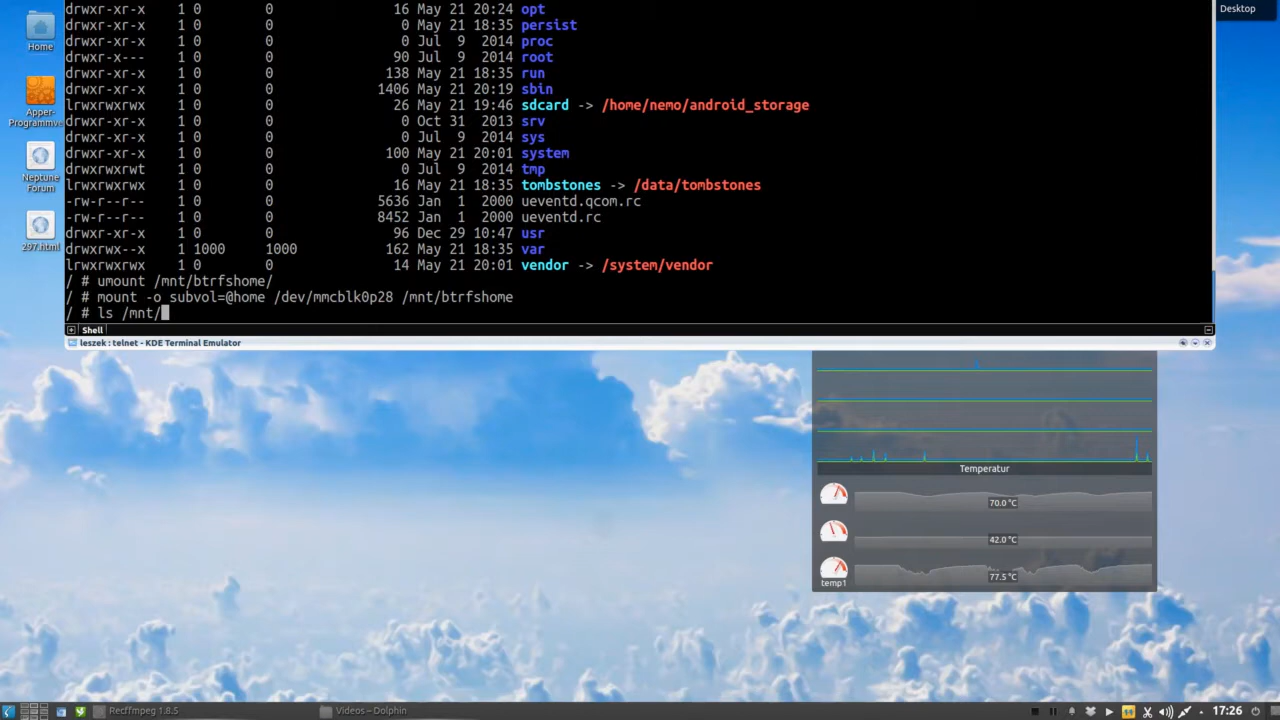 drwxr-xr-x 1 0 0 16 May 21 20:24 opt
drwxr-xr-x 1 0 0 0 May 21 18:35 persist
drwxr-xr-x 1 0 0 0 Jul 9 2014 proc
drwxr-x--- 1 0 0 90 Jul 9 2014 root
drwxr-xr-x 1 0 0 138 May 21 18:35 run
drwxr-xr-x 1 0 0 1406 May 21 20:19 sbin
lrwxrwxrwx 1 0 0 26 May 21 19:46 sdcard -> /home/nemo/android_storage
drwxr-xr-x 1 0 0 0 Oct 31 2013 srv
drwxr-xr-x 1 0 0 0 Jul 9 2014 sys
drwxr-xr-x 1 0 0 100 May 21 20:01 system
drwxrwxrwt 1 0 0 0 Jul 9 2014 tmp
lrwxrwxrwx 1 0 0 16 May 21 18:35 tombstones -> /data/tombstones
-rw-r--r-- 1 0 0 5636 Jan 1 2000 ueventd.qcom.rc
-rw-r--r-- 1 0 0 8452 Jan 1 2000 ueventd.rc
drwxr-xr-x 1 0 0 96 Dec 29 10:47 usr
drwxrwx--x 1 1000 1000 162 May 21 18:35 var
lrwxrwxrwx 1 0 0 14 May 21 20:01 vendor -> /system/vendor
/ # umount /mnt/btrfshome/
/ # mount -o subvol=@home /dev/mmcblk0p28 /mnt/btrfshome
/ # ls /mnt/
Shell
leszek : telnet - KDE Terminal Emulator
Desktop
Home
Apper-
Programmve
Neptune
Forum
297.html
Temperatur
70.0 °C
42.0 °C
77.5 °C
temp1
Recffmpeg 1.8.5
Videos – Dolphin
17:26